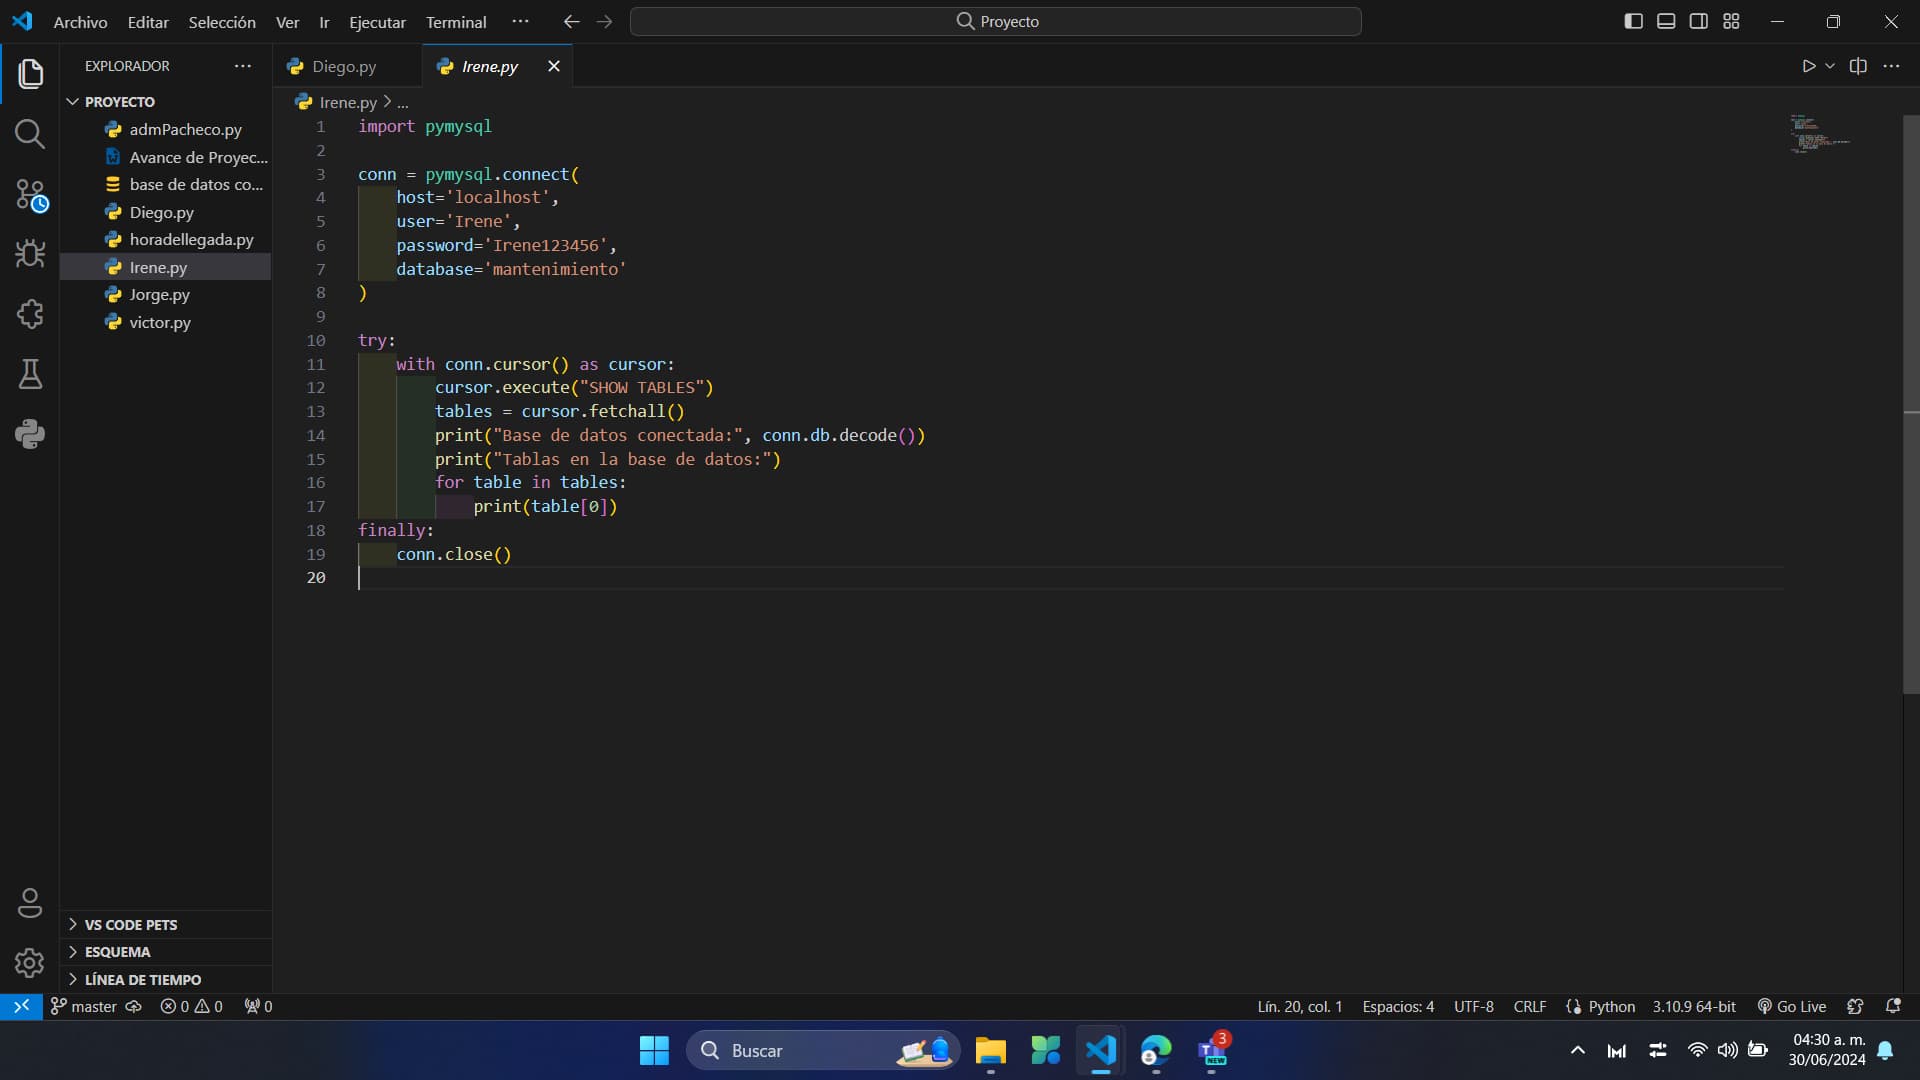 Archivo Editar Selección Ver Ir Ejecutar Terminal ··· Proyecto
EXPLORADOR ···
PROYECTO
admPacheco.py
Avance de Proyec...
base de datos co...
Diego.py
horadellegada.py
Irene.py
Jorge.py
victor.py
VS CODE PETS
ESQUEMA
LÍNEA DE TIEMPO
Diego.py Irene.py
Irene.py > ...
1 import pymysql
2
3 conn = pymysql.connect(
4     host='localhost',
5     user='Irene',
6     password='Irene123456',
7     database='mantenimiento'
8 )
9
10 try:
11     with conn.cursor() as cursor:
12         cursor.execute("SHOW TABLES")
13         tables = cursor.fetchall()
14         print("Base de datos conectada:", conn.db.decode())
15         print("Tablas en la base de datos:")
16         for table in tables:
17             print(table[0])
18 finally:
19     conn.close()
20
master 0 0 0 Lín. 20, col. 1 Espacios: 4 UTF-8 CRLF Python 3.10.9 64-bit Go Live
Buscar 3 NEW
04:30 a. m.
30/06/2024